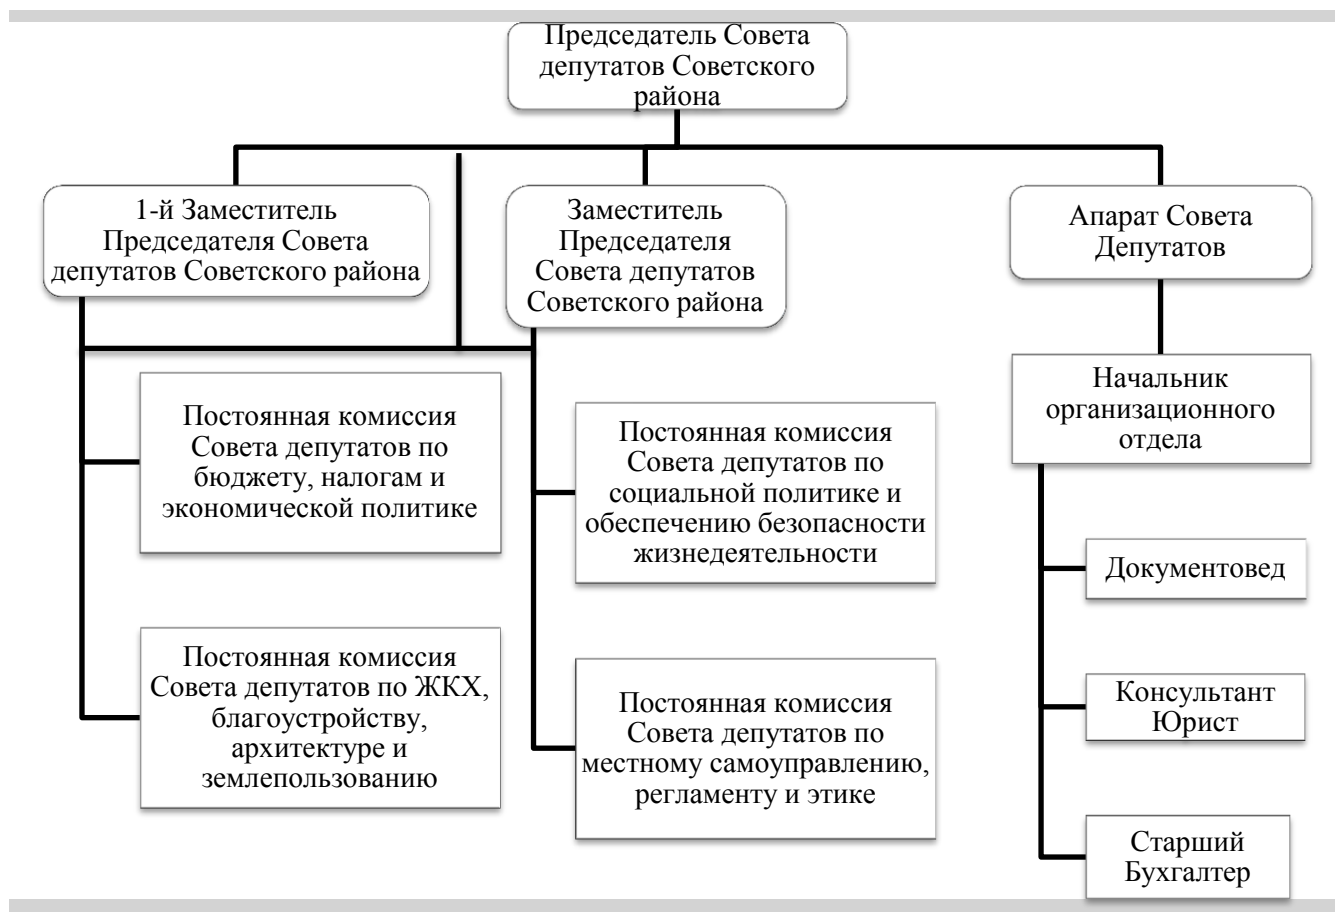 Председатель Совета
депутатов Советского
района
1-й Заместитель
Председателя Совета
депутатов Советского района
Заместитель
Председателя
Совета депутатов
Советского района
Апарат Совета
Депутатов
Начальник
организационного
отдела
Постоянная комиссия
Совета депутатов по
бюджету, налогам и
экономической политике
Постоянная комиссия
Совета депутатов по
социальной политике и
обеспечению безопасности
жизнедеятельности
Документовед
Постоянная комиссия
Совета депутатов по ЖКХ,
благоустройству,
архитектуре и
землепользованию
Постоянная комиссия
Совета депутатов по
местному самоуправлению,
регламенту и этике
Консультант
Юрист
Старший
Бухгалтер